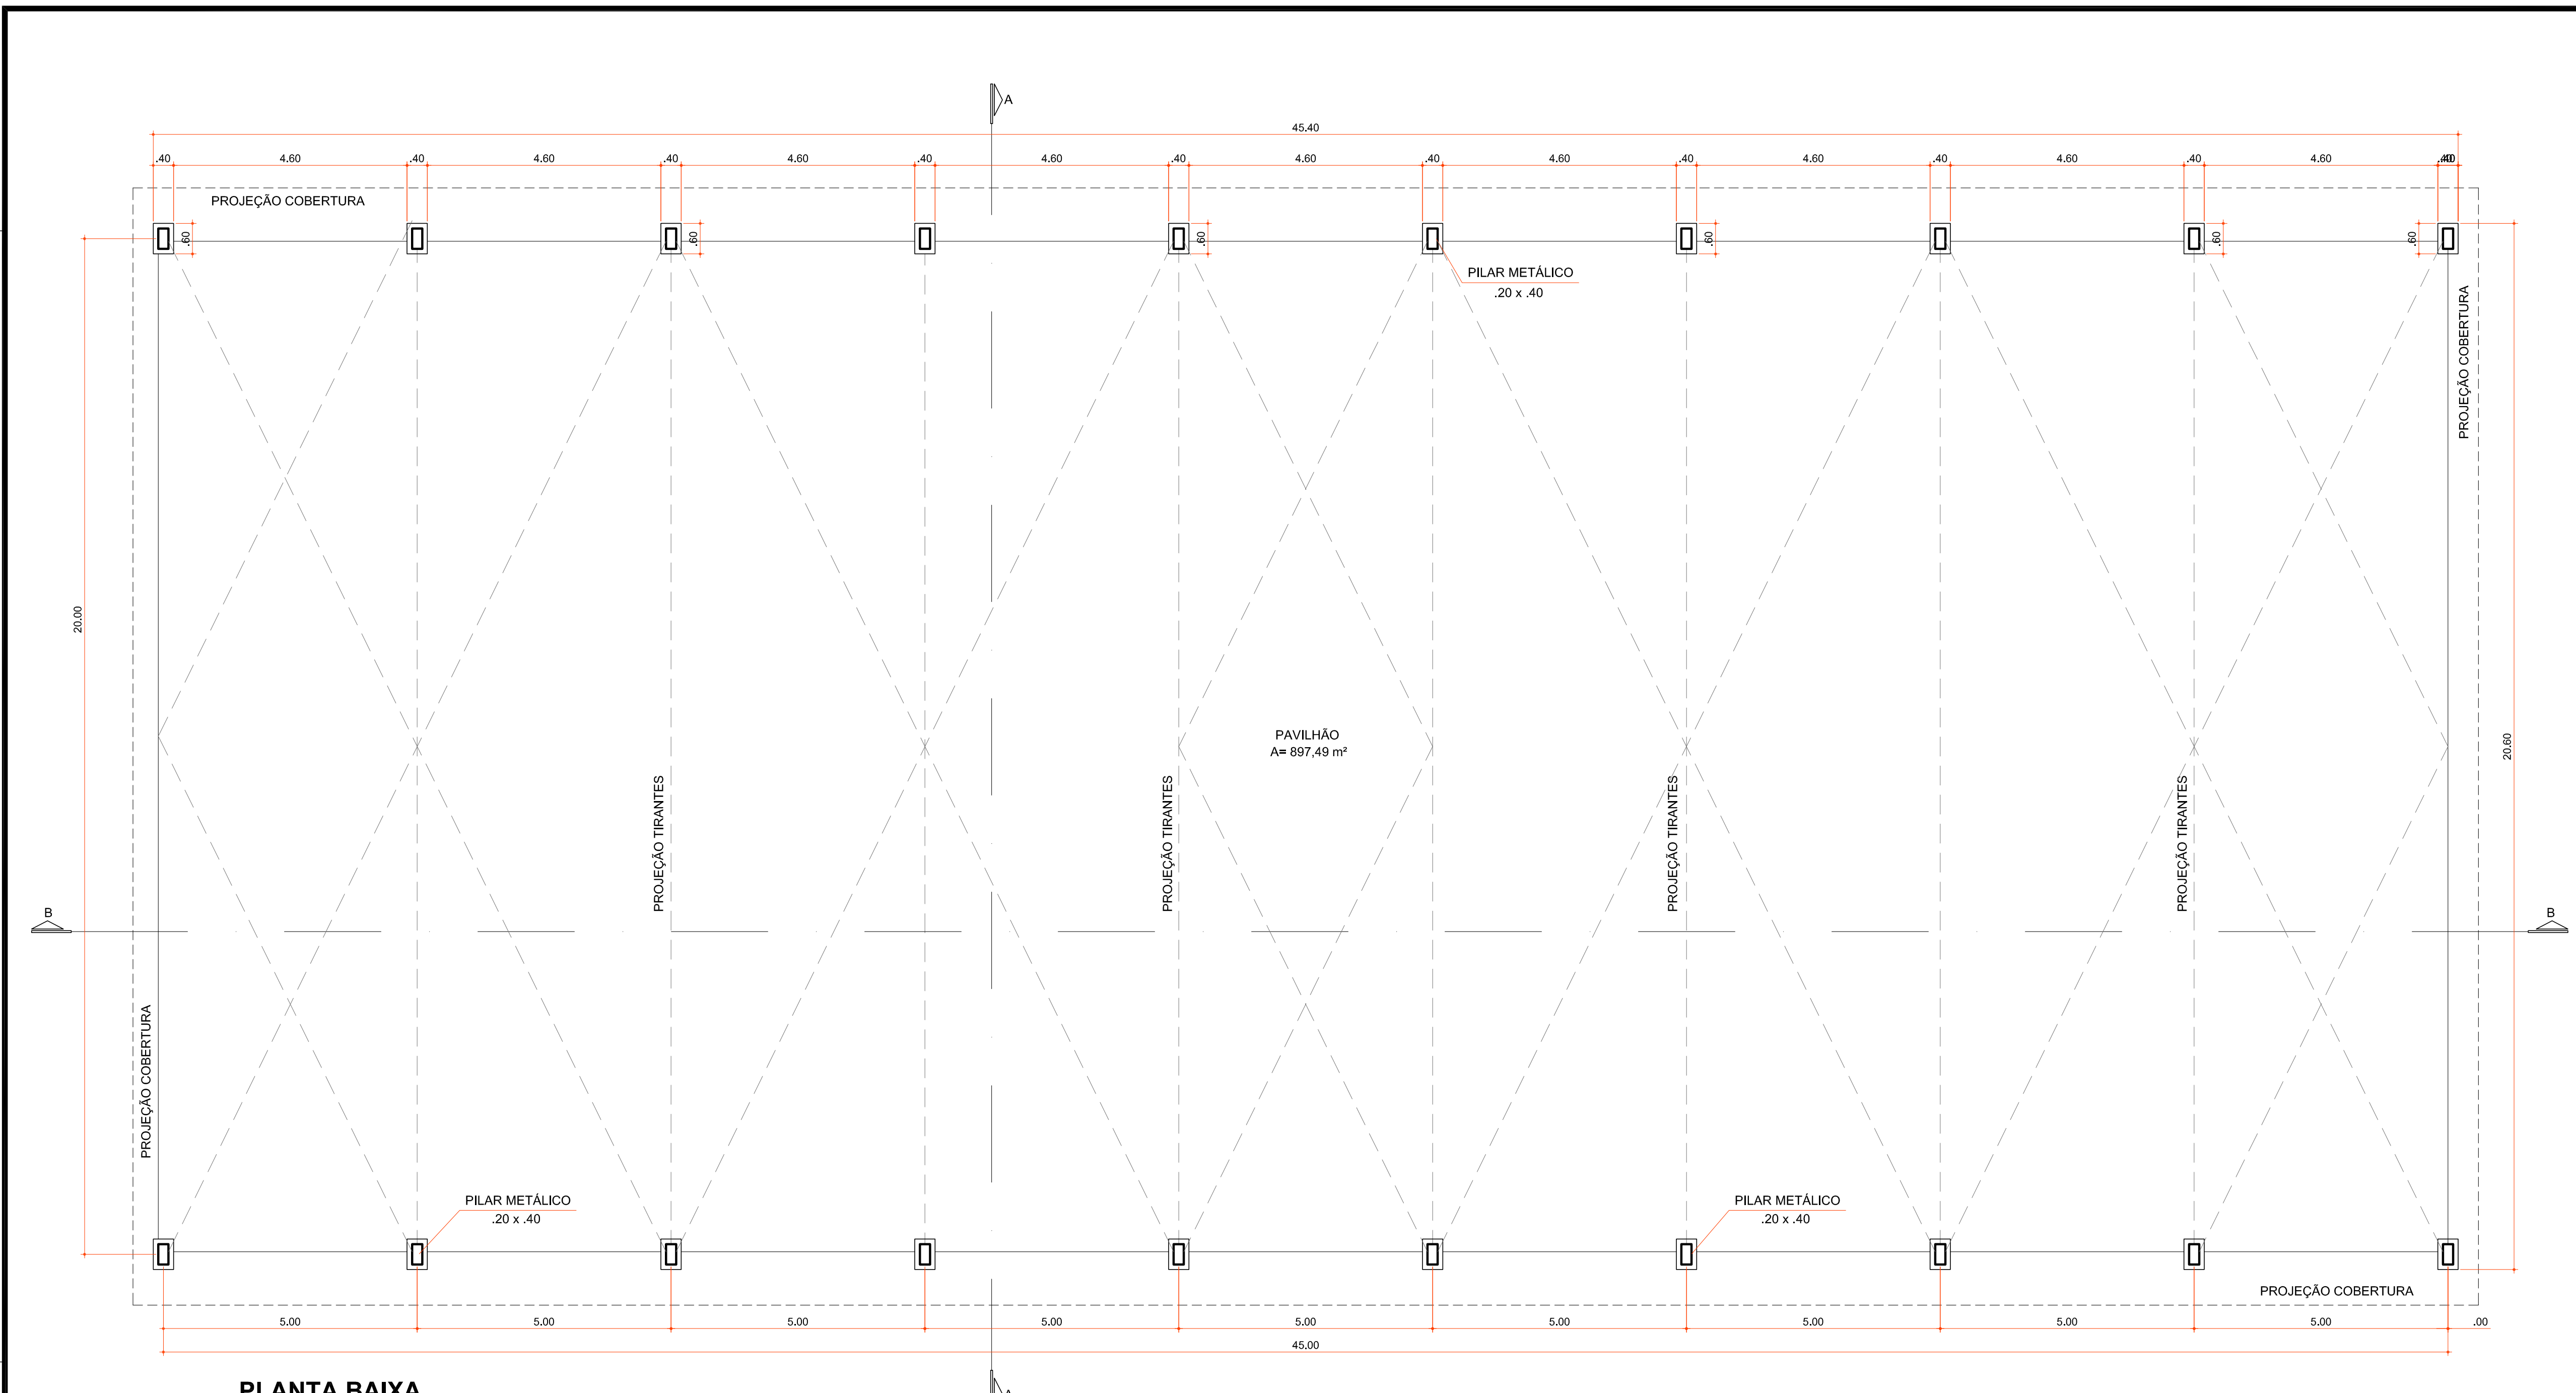 A
45.40
.40 4.60 .40 4.60 .40 4.60 .40 4.60 .40 4.60 .40 4.60 .40 4.60 .40 4.60 .40 4.60 .40
PROJEÇÃO COBERTURA
.60 .60 .60 .60 .60 .60
PILAR METÁLICO
.20 x .40
PROJEÇÃO COBERTURA
20.00
PAVILHÃO
A= 897,49 m²
20.60
PROJEÇÃO TIRANTES
PROJEÇÃO TIRANTES
PROJEÇÃO TIRANTES
PROJEÇÃO TIRANTES
B
B
PROJEÇÃO COBERTURA
PILAR METÁLICO
.20 x .40
PILAR METÁLICO
.20 x .40
PROJEÇÃO COBERTURA
5.00 5.00 5.00 5.00 5.00 5.00 5.00 5.00 5.00 .00
45.00
PLANTA BAIXA
A